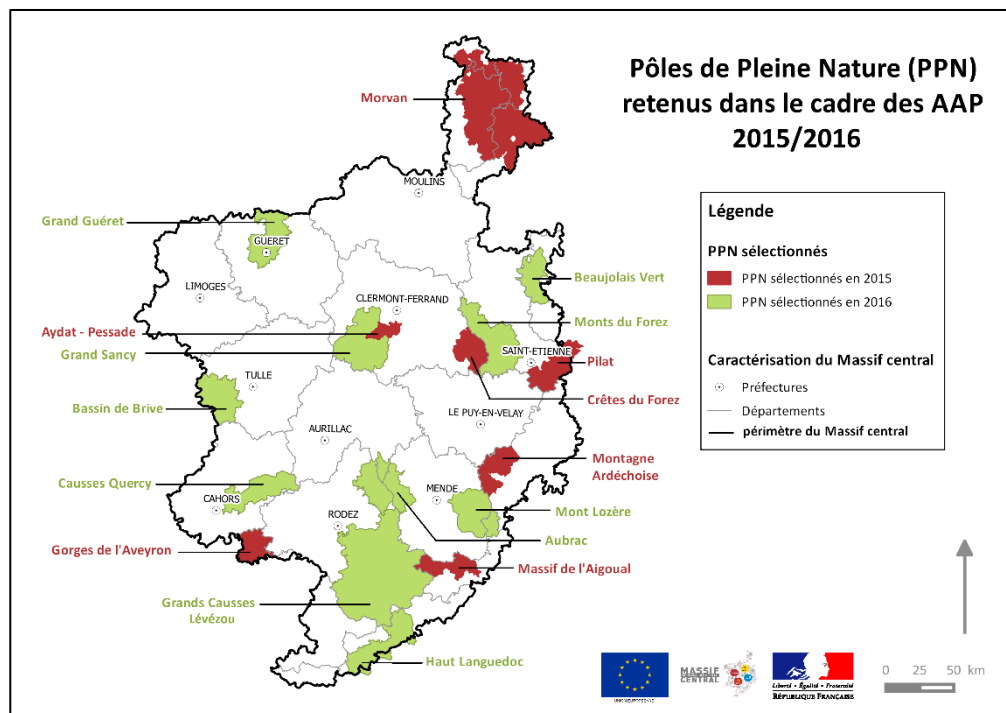 Pôles de Pleine Nature (PPN)
retenus dans le cadre des AAP
2015/2016
Morvan
MOULINS
Grand Guéret
GUERET
LIMOGES
Beaujolais Vert
CLERMONT-FERRAND
Aydat - Pessade
Monts du Forez
Grand Sancy
SAINT-ETIENNE
Pilat
TULLE
Bassin de Brive
Crêtes du Forez
LE PUY-EN-VELAY
AURILLAC
Montagne
Ardéchoise
Causses Quercy
MENDE
CAHORS
Mont Lozère
RODEZ
Aubrac
Gorges de l'Aveyron
Massif de l'Aigoual
Grands Causses
Lévézou
Haut Languedoc
Légende
PPN sélectionnés
PPN sélectionnés en 2015
PPN sélectionnés en 2016
Caractérisation du Massif central
Préfectures
Départements
périmètre du Massif central
UNION EUROPEENNE
MASSIF
CENTRAL
Liberté • Égalité • Fraternité
RÉPUBLIQUE FRANÇAISE
0 25 50 km